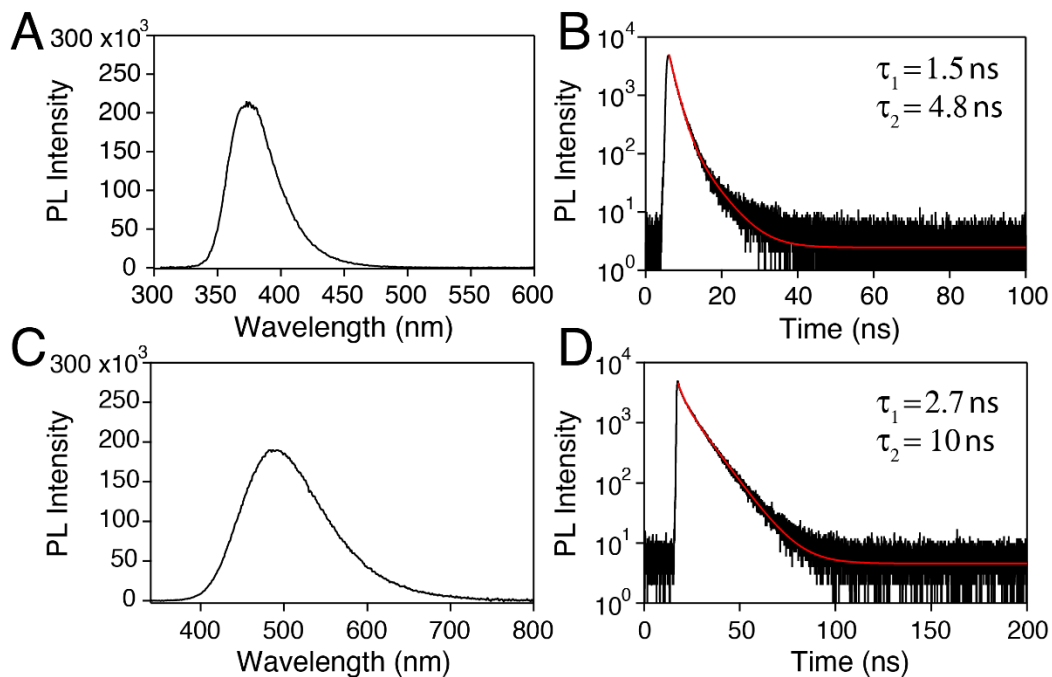 A
PL Intensity
300 x10³
250
200
150
100
50
0
300 350 400 450 500 550 600
Wavelength (nm)
B
PL Intensity
10⁴
10³
10²
10¹
10⁰
τ₁ = 1.5 ns
τ₂ = 4.8 ns
0 20 40 60 80 100
Time (ns)
C
PL Intensity
300 x10³
250
200
150
100
50
0
400 500 600 700 800
Wavelength (nm)
D
PL Intensity
10⁴
10³
10²
10¹
10⁰
τ₁ = 2.7 ns
τ₂ = 10 ns
0 50 100 150 200
Time (ns)